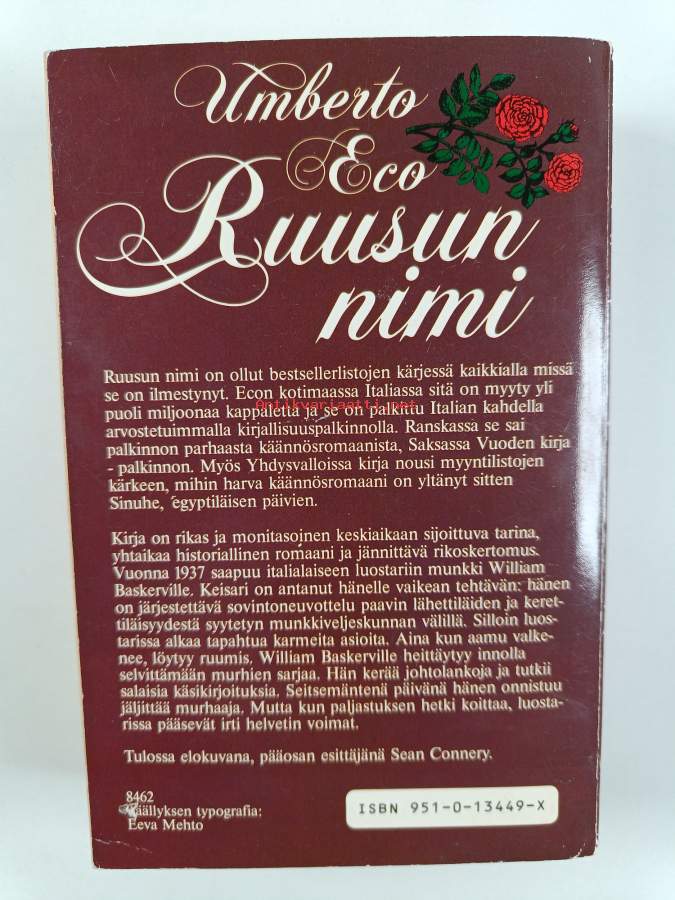 Umberto
Eco
Ruusun
nimi
Ruusun nimi on ollut bestsellerlistojen kärjessä kaikkialla missä
se on ilmestynyt. Econ kotimaassa Italiassa sitä on myyty yli
puoli miljoonaa kappaletta ja se on palkittu Italian kahdella
antikvariaatti.net
arvostetuimmalla kirjallisuuspalkinnolla. Ranskassa se sai
palkinnon parhaasta käännösromaanista, Saksassa Vuoden kirja
- palkinnon. Myös Yhdysvalloissa kirja nousi myyntilistojen
kärkeen, mihin harva käännösromaani on yltänyt sitten
Sinuhe, egyptiläisen päivien.
Kirja on rikas ja monitasoinen keskiaikaan sijoittuva tarina,
yhtaikaa historiallinen romaani ja jännittävä rikoskertomus.
Vuonna 1937 saapuu italialaiseen luostariin munkki William
Baskerville. Keisari on antanut hänelle vaikean tehtävän: hänen
on järjestettävä sovintoneuvottelu paavin lähettiläiden ja keret-
tiläisyydestä syytetyn munkkiveljeskunnan välillä. Silloin luos-
tarissa alkaa tapahtua karmeita asioita. Aina kun aamu valke-
nee, löytyy ruumis. William Baskerville heittäytyy innolla
selvittämään murhien sarjaa. Hän kerää johtolankoja ja tutkii
salaisia käsikirjoituksia. Seitsemäntenä päivänä hänen onnistuu
jäljittää murhaaja. Mutta kun paljastuksen hetki koittaa, luosta-
rissa pääsevät irti helvetin voimat.
Tulossa elokuvana, pääosan esittäjänä Sean Connery.
8462
Päällyksen typografia:
Eeva Mehto
ISBN 951-0-13449-X